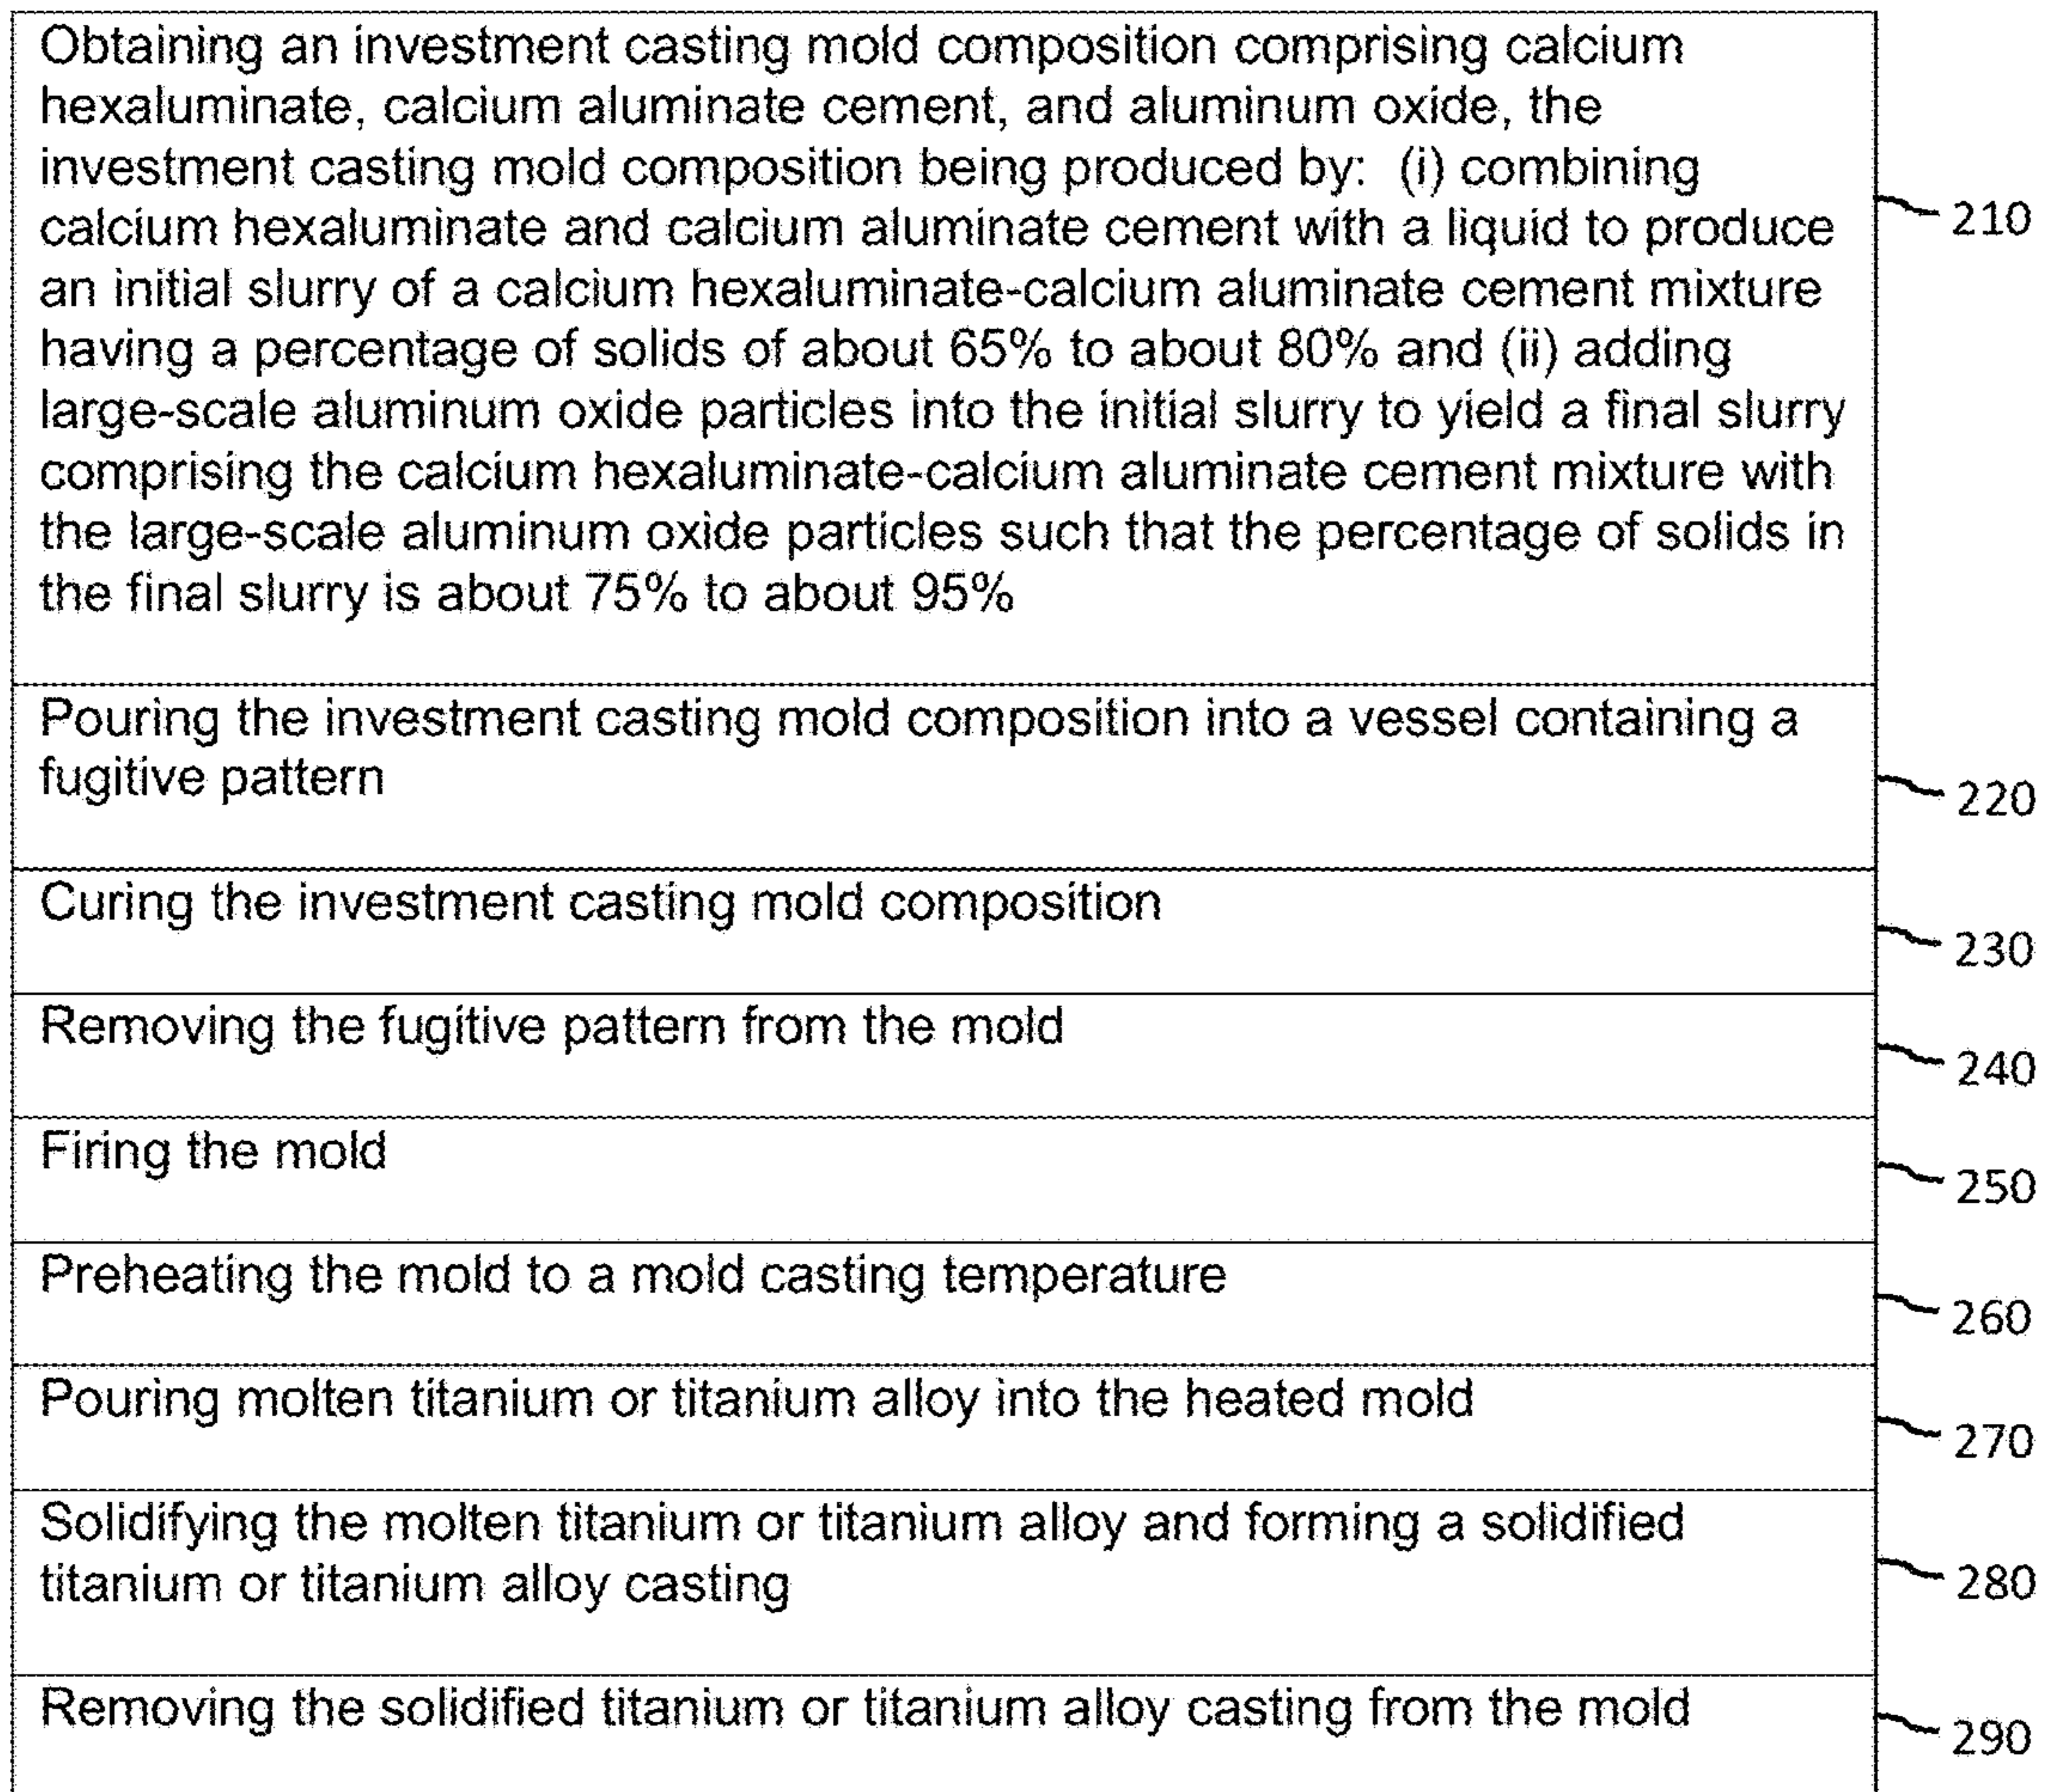 Obtaining an investment casting mold composition comprising calcium
hexaluminate, calcium aluminate cement, and aluminum oxide, the
investment casting mold composition being produced by:  (i) combining
calcium hexaluminate and calcium aluminate cement with a liquid to produce
an initial slurry of a calcium hexaluminate-calcium aluminate cement mixture
having a percentage of solids of about 65% to about 80% and (ii) adding
large-scale aluminum oxide particles into the initial slurry to yield a final slurry
comprising the calcium hexaluminate-calcium aluminate cement mixture with
the large-scale aluminum oxide particles such that the percentage of solids in
the final slurry is about 75% to about 95%
210
Pouring the investment casting mold composition into a vessel containing a
fugitive pattern
220
Curing the investment casting mold composition
230
Removing the fugitive pattern from the mold
240
Firing the mold
250
Preheating the mold to a mold casting temperature
260
Pouring molten titanium or titanium alloy into the heated mold
270
Solidifying the molten titanium or titanium alloy and forming a solidified
titanium or titanium alloy casting
280
Removing the solidified titanium or titanium alloy casting from the mold
290